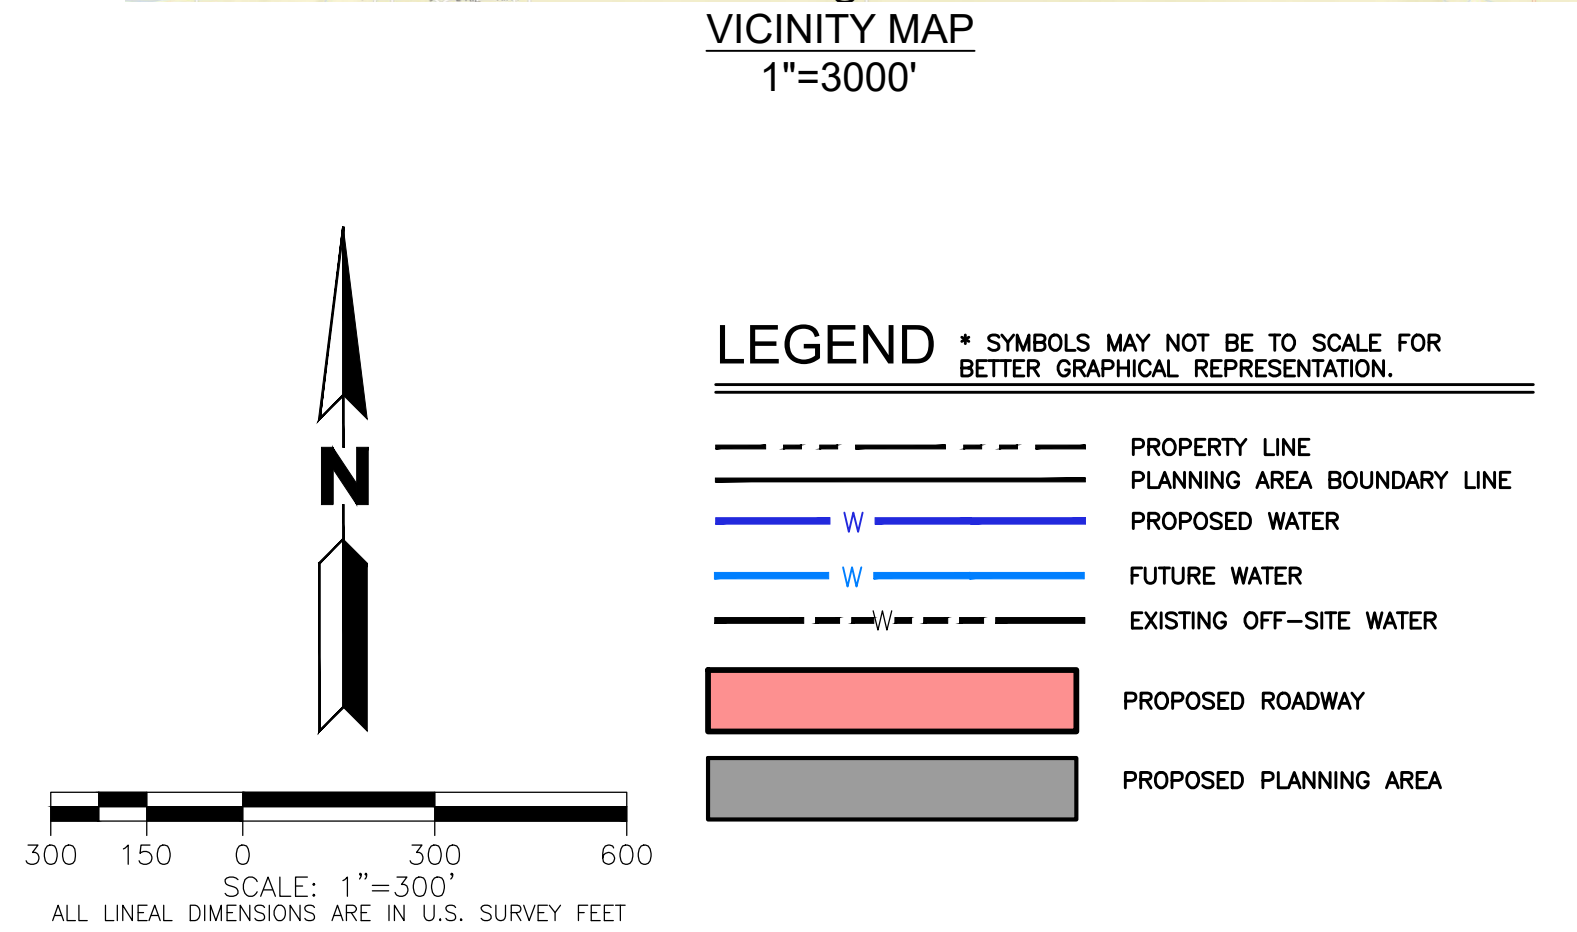 VICINITY MAP
1"=3000'
LEGEND * SYMBOLS MAY NOT BE TO SCALE FOR
BETTER GRAPHICAL REPRESENTATION.
N
PROPERTY LINE
PLANNING AREA BOUNDARY LINE
W PROPOSED WATER
W FUTURE WATER
W EXISTING OFF-SITE WATER
PROPOSED ROADWAY
PROPOSED PLANNING AREA
300 150 0 300 600
SCALE: 1"=300'
ALL LINEAL DIMENSIONS ARE IN U.S. SURVEY FEET